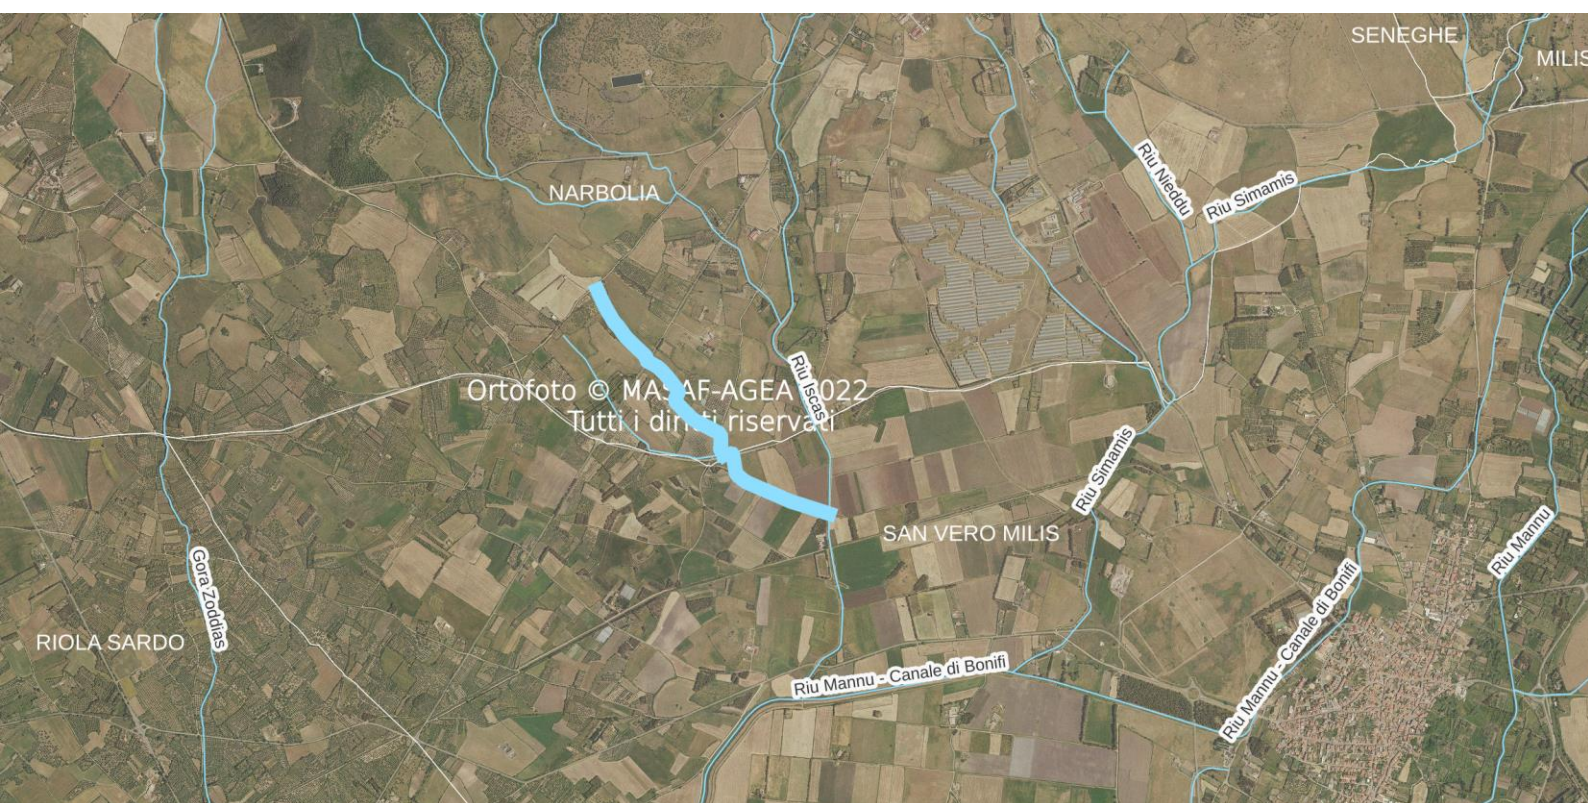 SENEGHE
MILIS
Riu Nieddu
Riu Simamis
NARBOLIA
Riu Iscas
Ortofoto © MASAF-AGEA 2022
Tutti i diritti riservati
Riu Simamis
SAN VERO MILIS
Riu Mannu
Gora Zoddias
Riu Mannu - Canale di Bonifi
RIOLA SARDO
Riu Mannu - Canale di Bonifi